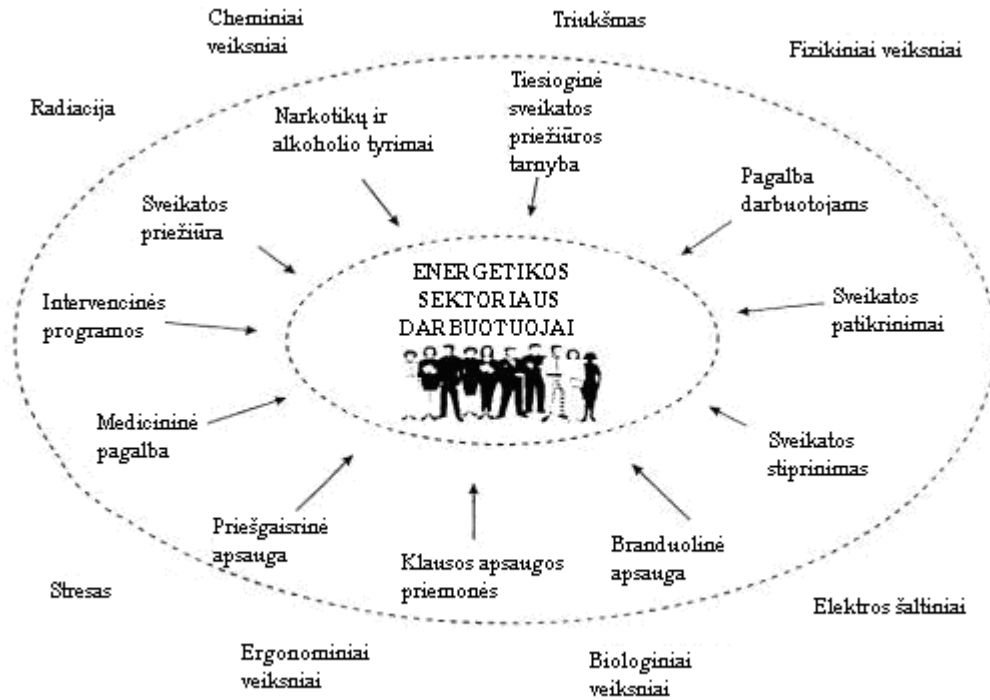 Cheminiai
veiksniai
Triukšmas
Fizikiniai veiksniai
Radiacija
Narkotikų ir
alkoholio tyrimai
Tiesioginė
sveikatos
priežiūros
tarnyba
Pagalba
darbuotojams
Sveikatos
priežiūra
ENERGETIKOS
SEKTORIAUS
DARBUOTUOJAI
Intervencinės
programos
Sveikatos
patikrinimai
Medicininė
pagalba
Sveikatos
stiprinimas
Priešgaisrinė
apsauga
Klausos apsaugos
priemonės
Branduolinė
apsauga
Stresas
Elektros šaltiniai
Ergonominiai
veiksniai
Biologiniai
veiksniai